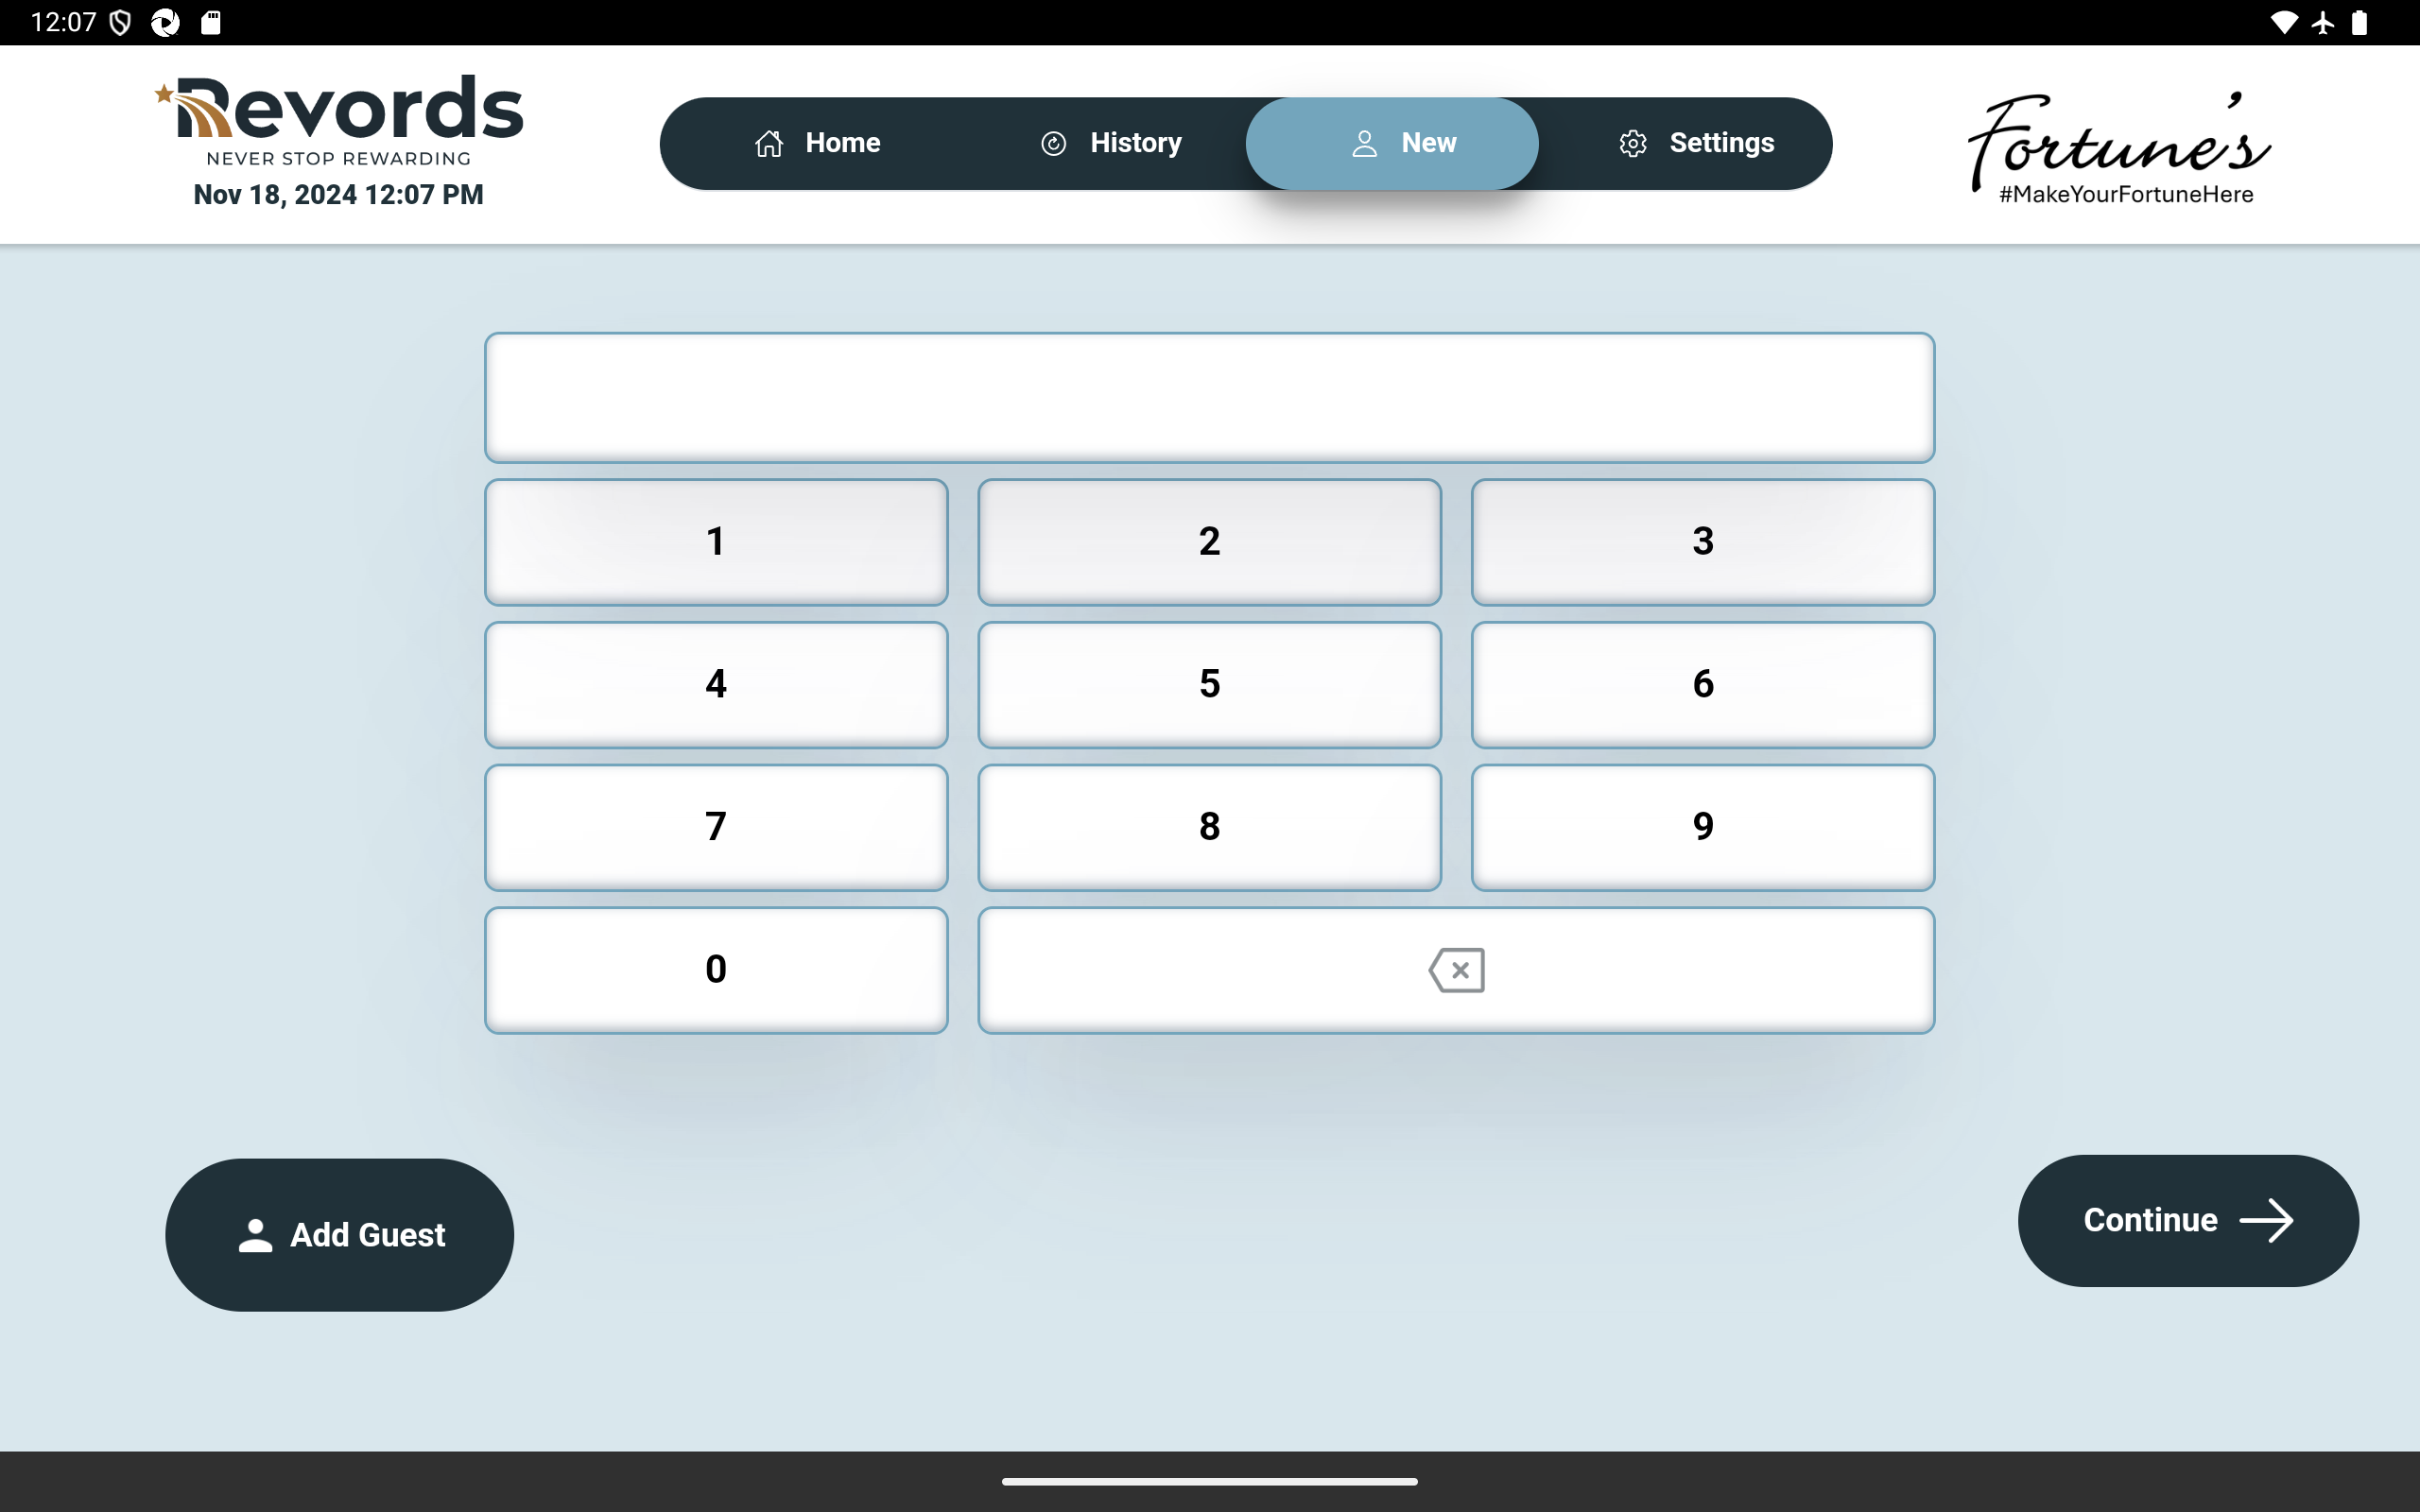 12:07
Revords
NEVER STOP REWARDING
Nov 18, 2024 12:07 PM
Home
History
New
Settings
Fortune's
#MakeYourFortuneHere
1
2
3
4
5
6
7
8
9
0
Add Guest
Continue